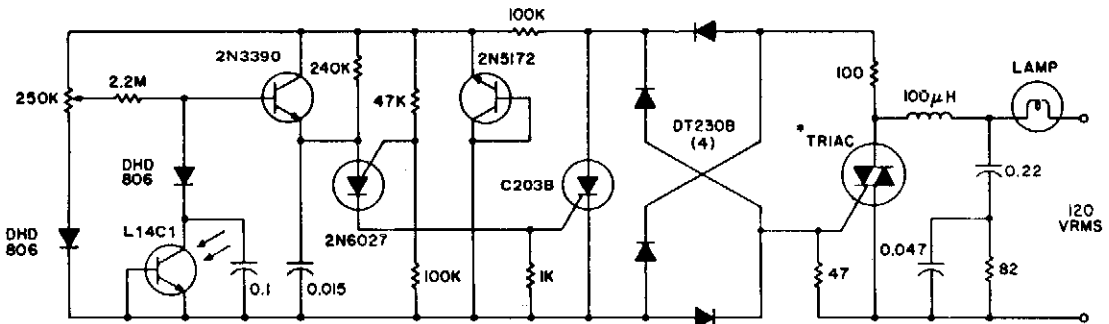 100K
2N3390
2N5172
240K
100
LAMP
2.2M
250K
47K
100μH
DT230B
(4)
*TRIAC
DHD
806
C203B
0.22
120
VRMS
DHD
806
L14C1
2N6027
0.1
0.015
100K
1K
47
0.047
82